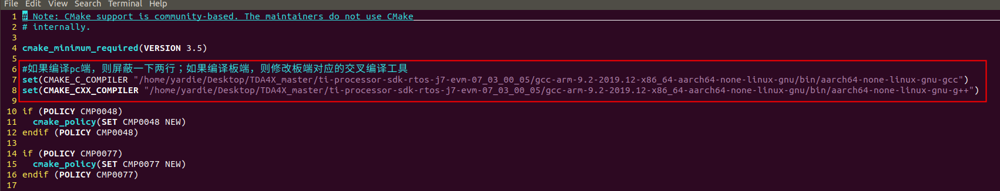 File Edit View Search Terminal Help
1 # Note: CMake support is community-based. The maintainers do not use CMake
2 # internally.
3
4 cmake_minimum_required(VERSION 3.5)
5
6 #如果编译pc端，则屏蔽一下两行；如果编译板端，则修改板端对应的交叉编译工具
7 set(CMAKE_C_COMPILER "/home/yardie/Desktop/TDA4X_master/ti-processor-sdk-rtos-j7-evm-07_03_00_05/gcc-arm-9.2-2019.12-x86_64-aarch64-none-linux-gnu/bin/aarch64-none-linux-gnu-gcc")
8 set(CMAKE_CXX_COMPILER "/home/yardie/Desktop/TDA4X_master/ti-processor-sdk-rtos-j7-evm-07_03_00_05/gcc-arm-9.2-2019.12-x86_64-aarch64-none-linux-gnu/bin/aarch64-none-linux-gnu-g++")
9
10 if (POLICY CMP0048)
11   cmake_policy(SET CMP0048 NEW)
12 endif (POLICY CMP0048)
13
14 if (POLICY CMP0077)
15   cmake_policy(SET CMP0077 NEW)
16 endif (POLICY CMP0077)
17